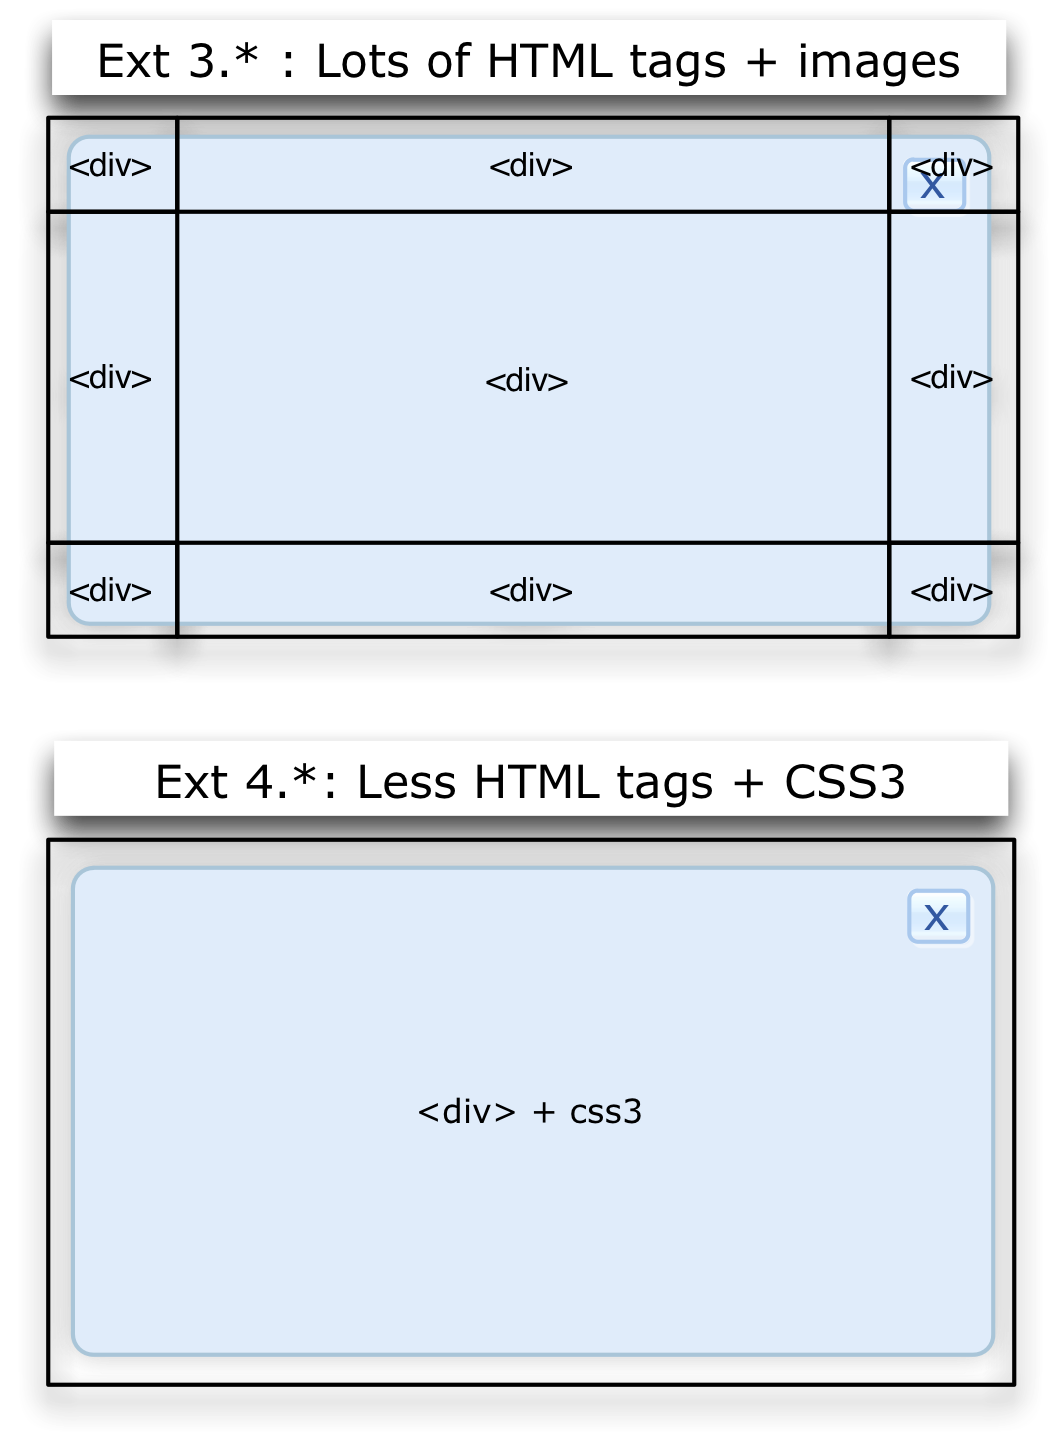 Ext 3.* : Lots of HTML tags + images
<div> <div> <div>
X
<div> <div> <div>
<div> <div> <div>
Ext 4.*: Less HTML tags + CSS3
X
<div> + css3